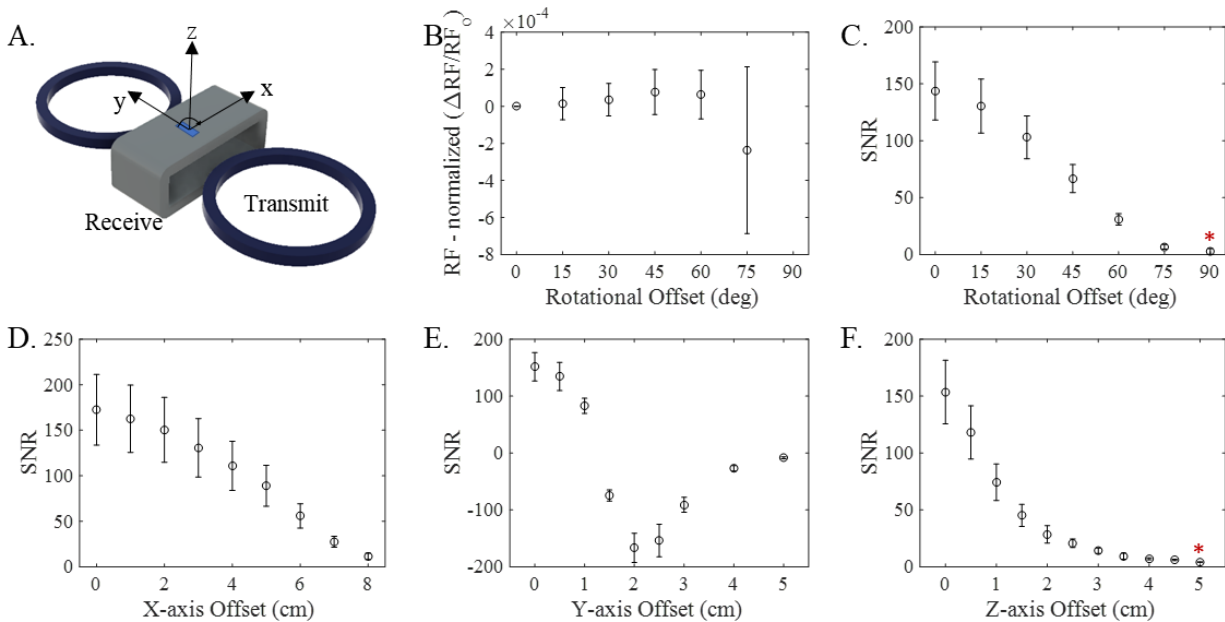 A.
z
x
y
Receive
Transmit
B.
×10⁻⁴
RF - normalized (ΔRF/RFₒ)
4
2
0
-2
-4
-6
-8
0 15 30 45 60 75 90
Rotational Offset (deg)
C.
SNR
200
150
100
50
0
*
0 15 30 45 60 75 90
Rotational Offset (deg)
D.
SNR
250
200
150
100
50
0
0 2 4 6 8
X-axis Offset (cm)
E.
SNR
200
100
0
-100
-200
0 1 2 3 4 5
Y-axis Offset (cm)
F.
SNR
200
150
100
50
0
*
0 1 2 3 4 5
Z-axis Offset (cm)